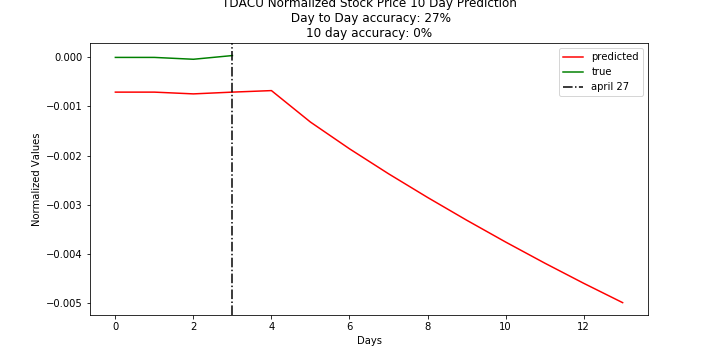 TDACU Normalized Stock Price 10 Day Prediction
Day to Day accuracy: 27%
10 day accuracy: 0%
predicted
true
april 27
Normalized Values
0.000
−0.001
−0.002
−0.003
−0.004
−0.005
0 2 4 6 8 10 12
Days